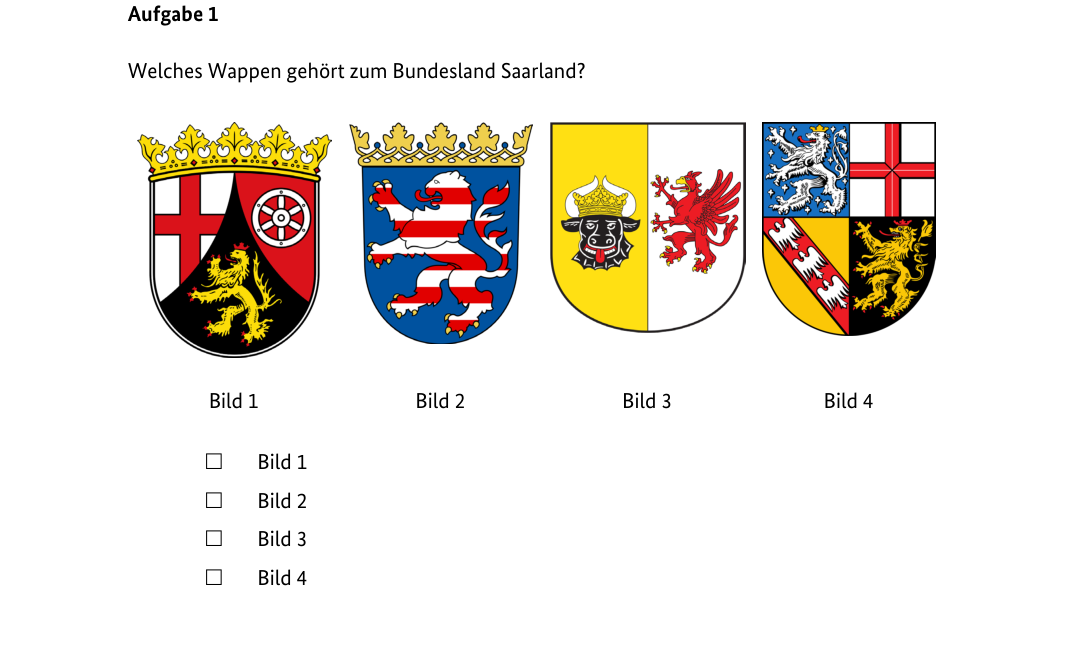 Aufgabe 1
Welches Wappen gehört zum Bundesland Saarland?
Bild 1 Bild 2 Bild 3 Bild 4
Bild 1
Bild 2
Bild 3
Bild 4